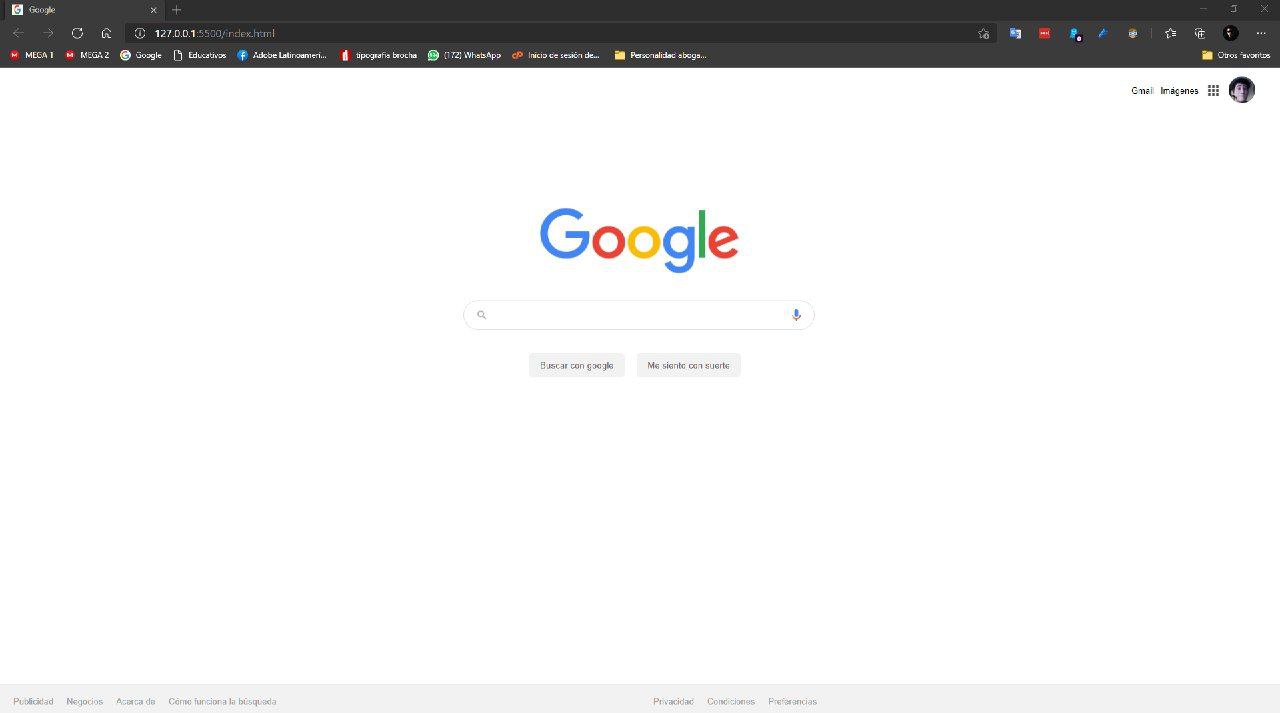 Google
127.0.0.1:5500/index.html
MEGA 1 MEGA 2 Google Educativos Adobe Latinoameri... tipografia brocha (172) WhatsApp Inicio de sesión de... Personalidad aboga... Otros favoritos
Gmail Imágenes
Google
Buscar con google Me siento con suerte
Publicidad Negocios Acerca de Cómo funciona la búsqueda Privacidad Condiciones Preferencias